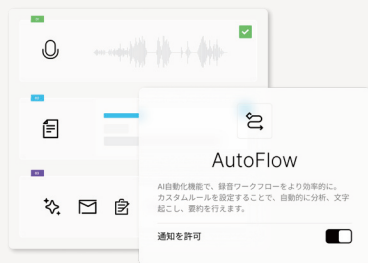 AutoFlow
AI自動化機能で、録音ワークフローをより効率的に。
カスタムルールを設定することで、自動的に分析、文字
起こし、要約を行えます。
通知を許可